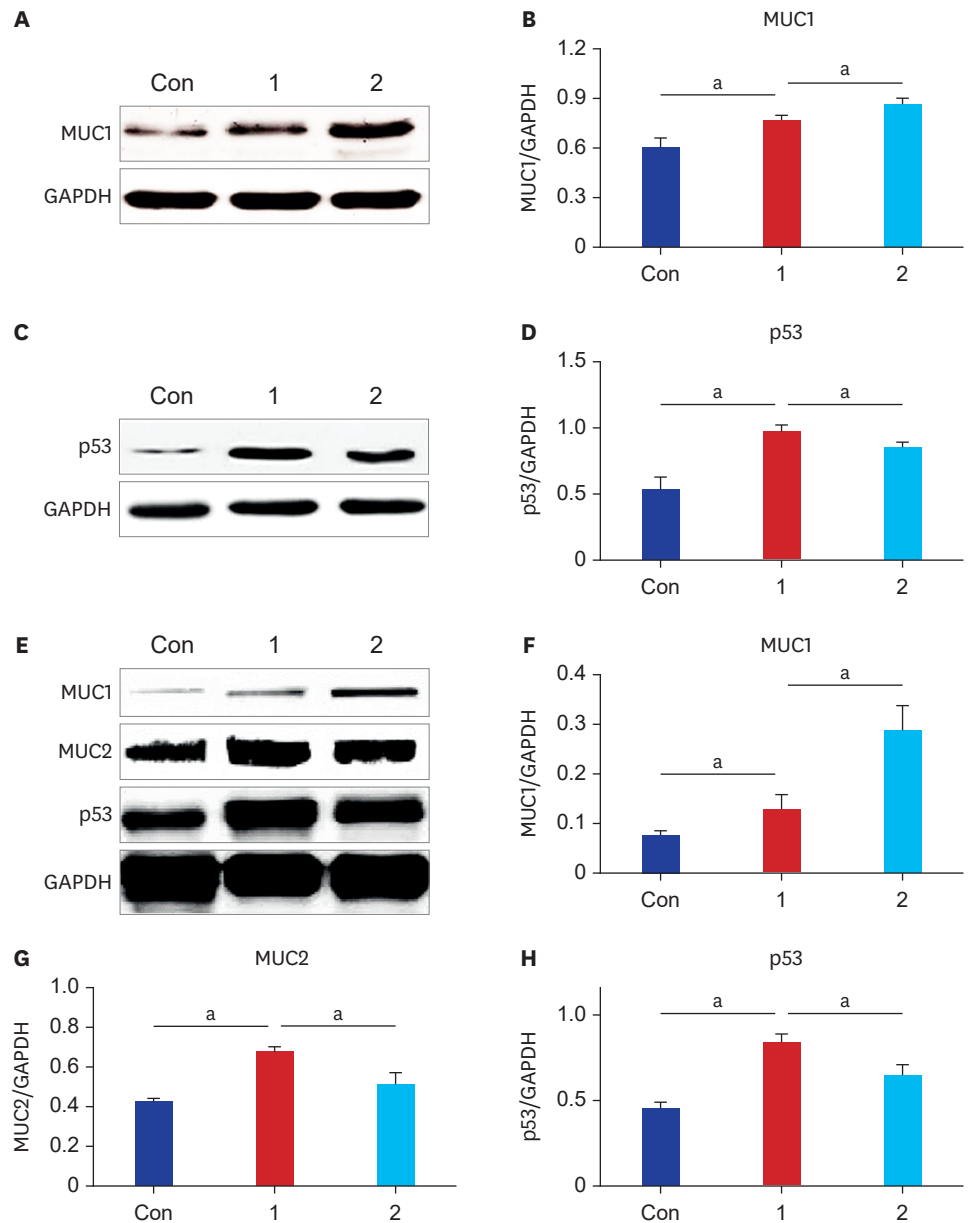 A
Con 1 2
MUC1
GAPDH
B
MUC1
MUC1/GAPDH
1.2
0.9
0.6
0.3
0
a a
Con 1 2
C
Con 1 2
p53
GAPDH
D
p53
p53/GAPDH
1.5
1.0
0.5
0
a a
Con 1 2
E
Con 1 2
MUC1
MUC2
p53
GAPDH
F
MUC1
MUC1/GAPDH
0.4
0.3
0.2
0.1
0
a a
Con 1 2
G
MUC2
MUC2/GAPDH
1.0
0.8
0.6
0.4
0.2
0
a a
Con 1 2
H
p53
p53/GAPDH
1.0
0.5
0
a a
Con 1 2